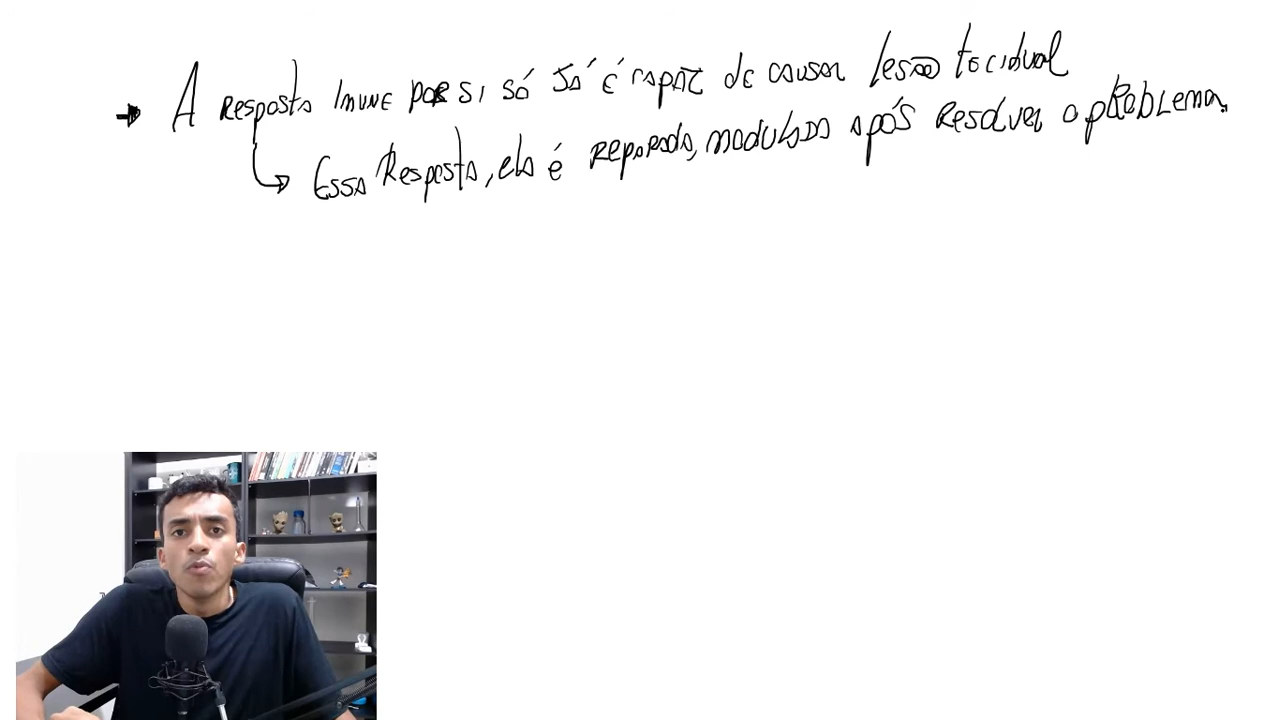 → A resposta imune por si só já é capaz de causar lesão tecidual
↳ Essa resposta, ela é reparada, modulada após resolver o problema.